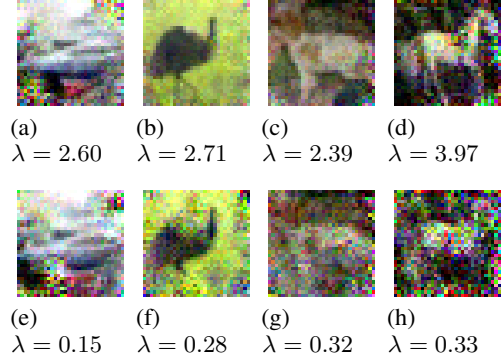 (a) (b) (c) (d)
λ = 2.60 λ = 2.71 λ = 2.39 λ = 3.97
(e) (f) (g) (h)
λ = 0.15 λ = 0.28 λ = 0.32 λ = 0.33